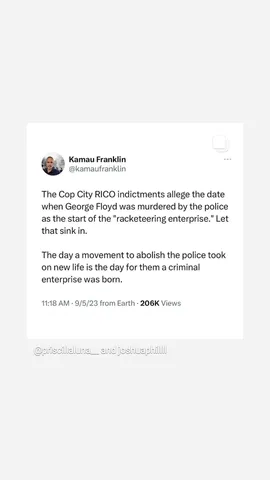 Kamau Franklin
@kamaufranklin
The Cop City RICO indictments allege the date
when George Floyd was murdered by the police
as the start of the "racketeering enterprise." Let
that sink in.
The day a movement to abolish the police took
on new life is the day for them a criminal
enterprise was born.
11:18 AM · 9/5/23 from Earth · 206K Views